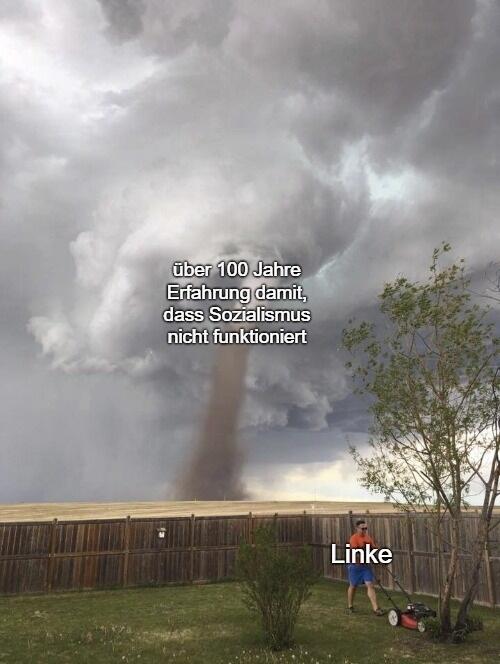 über 100 Jahre
Erfahrung damit,
dass Sozialismus
nicht funktioniert
Linke